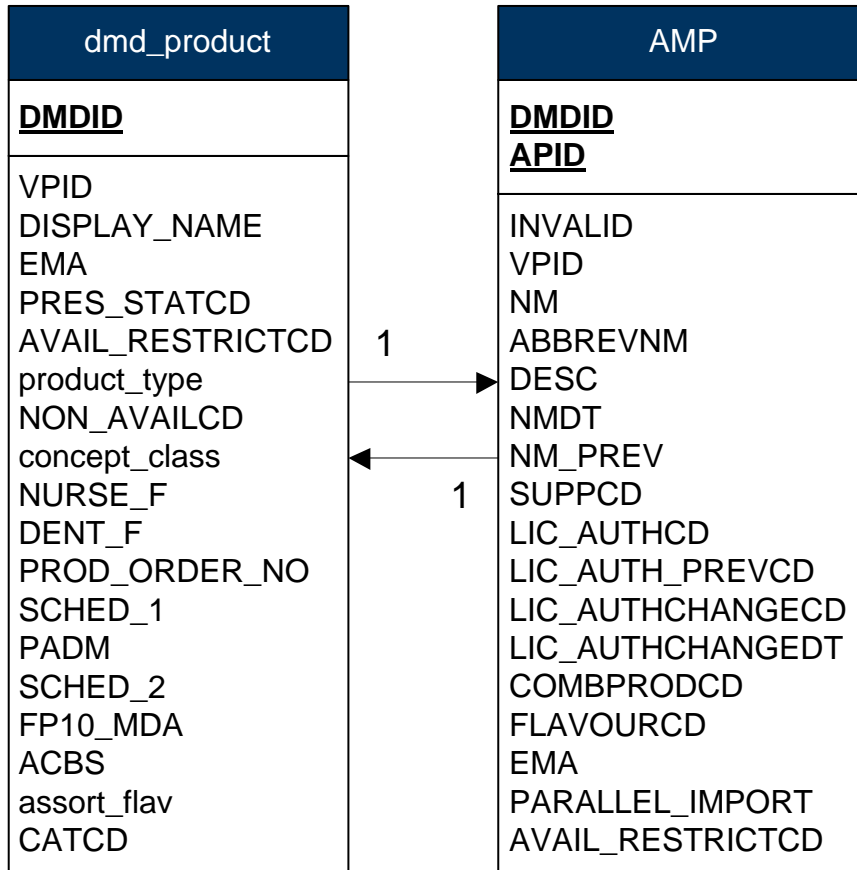 dmd_product
DMDID
VPID
DISPLAY_NAME
EMA
PRES_STATCD
AVAIL_RESTRICTCD
product_type
NON_AVAILCD
concept_class
NURSE_F
DENT_F
PROD_ORDER_NO
SCHED_1
PADM
SCHED_2
FP10_MDA
ACBS
assort_flav
CATCD
1
1
AMP
DMDID
APID
INVALID
VPID
NM
ABBREVNM
DESC
NMDT
NM_PREV
SUPPCD
LIC_AUTHCD
LIC_AUTH_PREVCD
LIC_AUTHCHANGECD
LIC_AUTHCHANGEDT
COMBPRODCD
FLAVOURCD
EMA
PARALLEL_IMPORT
AVAIL_RESTRICTCD